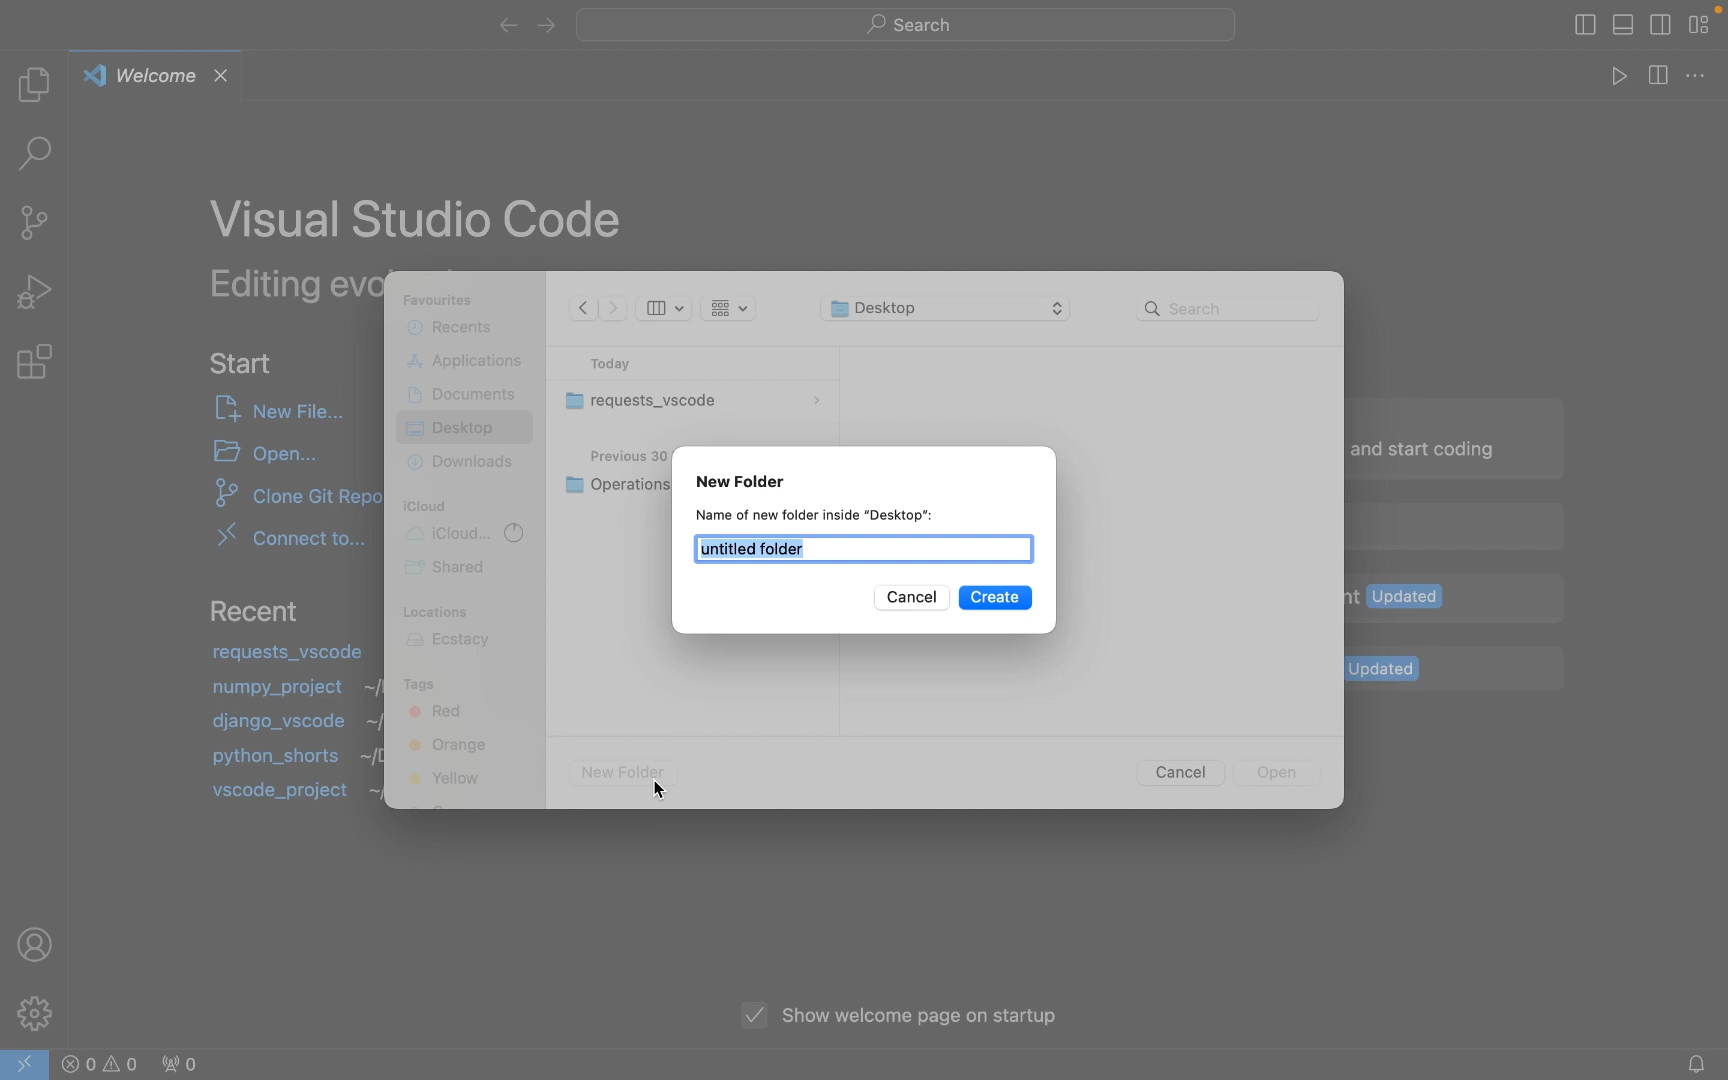 Search
Welcome
Visual Studio Code
Editing evo
Start
New File...
Open...
Clone Git Repo
Connect to...
Recent
requests_vscode
numpy_project ~/
django_vscode ~/
python_shorts ~/D
vscode_project ~/
Favourites
Recents
Applications
Documents
Desktop
Downloads
iCloud
iCloud...
Shared
Locations
Ecstacy
Tags
Red
Orange
Yellow
Desktop
Search
Today
requests_vscode
Previous 30
Operations
New Folder
Name of new folder inside “Desktop”:
untitled folder
Cancel Create
New Folder
Cancel Open
and start coding
nt Updated
Updated
Show welcome page on startup
0 0 0